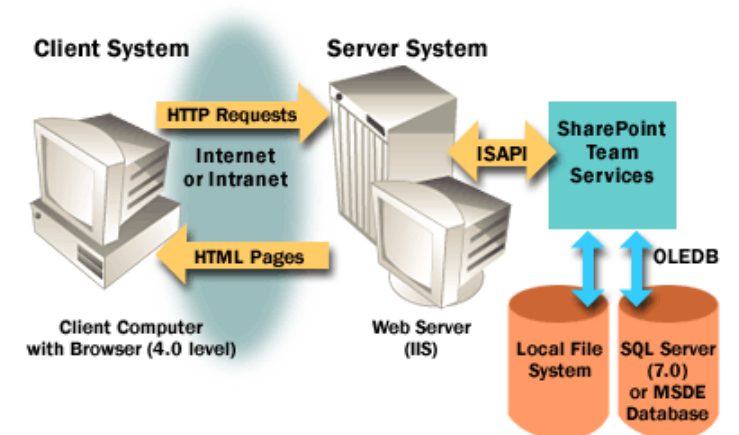 Client System
Server System
HTTP Requests
Internet
or Intranet
HTML Pages
ISAPI
SharePoint
Team
Services
OLEDB
Client Computer
with Browser (4.0 level)
Web Server
(IIS)
Local File
System
SQL Server
(7.0)
or MSDE
Database